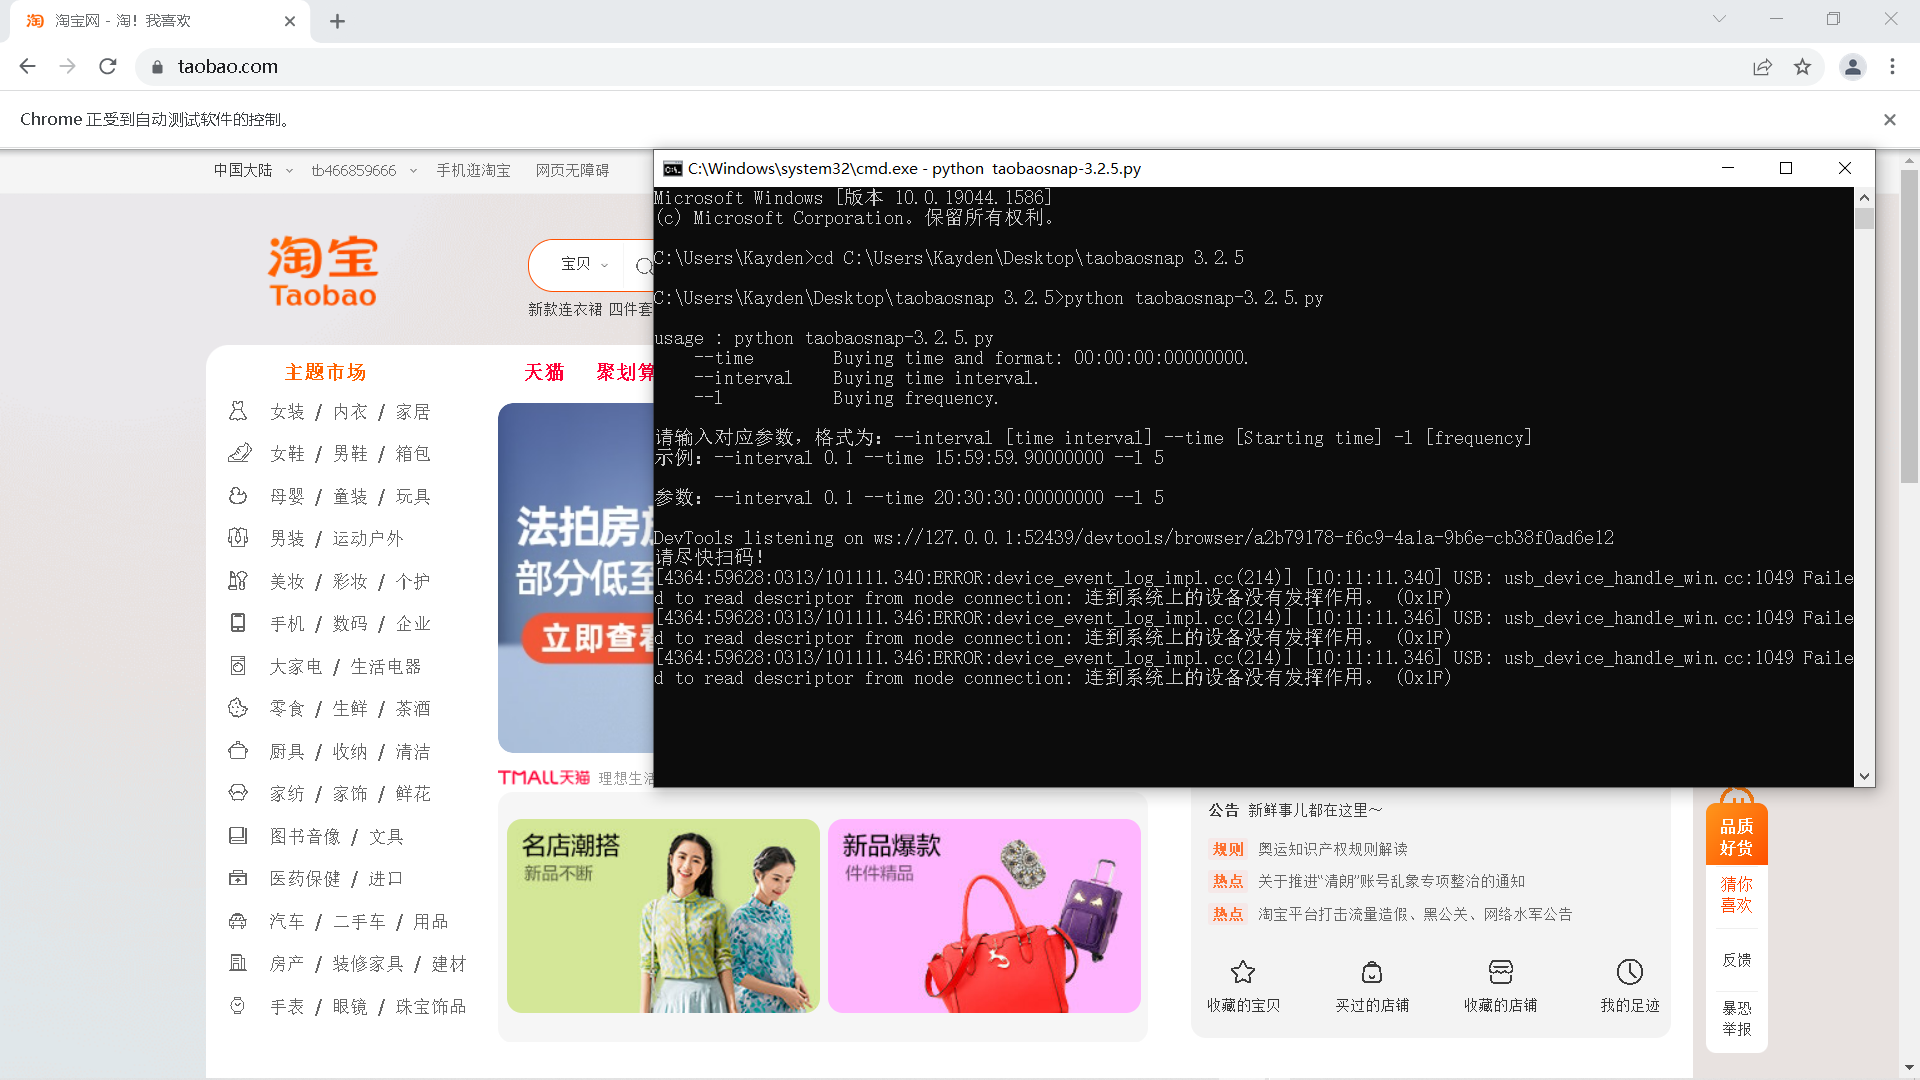 淘宝网 - 淘！我喜欢
taobao.com
Chrome 正受到自动测试软件的控制。
中国大陆 tb466859666 手机逛淘宝 网页无障碍
淘宝
Taobao
宝贝
新款连衣裙 四件套
主题市场
天猫 聚划算
女装 / 内衣 / 家居
女鞋 / 男鞋 / 箱包
母婴 / 童装 / 玩具
男装 / 运动户外
美妆 / 彩妆 / 个护
手机 / 数码 / 企业
大家电 / 生活电器
零食 / 生鲜 / 茶酒
厨具 / 收纳 / 清洁
家纺 / 家饰 / 鲜花
图书音像 / 文具
医药保健 / 进口
汽车 / 二手车 / 用品
房产 / 装修家具 / 建材
手表 / 眼镜 / 珠宝饰品
法拍房
部分低至
立即查看
TMALL天猫 理想生活
名店潮搭
新品不断
新品爆款
件件精品
C:\Windows\system32\cmd.exe - python  taobaosnap-3.2.5.py
Microsoft Windows [版本 10.0.19044.1586]
(c) Microsoft Corporation。保留所有权利。
C:\Users\Kayden>cd C:\Users\Kayden\Desktop\taobaosnap 3.2.5
C:\Users\Kayden\Desktop\taobaosnap 3.2.5>python taobaosnap-3.2.5.py
usage : python taobaosnap-3.2.5.py
--time        Buying time and format: 00:00:00:00000000.
--interval    Buying time interval.
--l           Buying frequency.
请输入对应参数，格式为：--interval [time interval] --time [Starting time] -l [frequency]
示例：--interval 0.1 --time 15:59:59.90000000 --l 5
参数：--interval 0.1 --time 20:30:30:00000000 --l 5
DevTools listening on ws://127.0.0.1:52439/devtools/browser/a2b79178-f6c9-4a1a-9b6e-cb38f0ad6e12
请尽快扫码！
[4364:59628:0313/101111.340:ERROR:device_event_log_impl.cc(214)] [10:11:11.340] USB: usb_device_handle_win.cc:1049 Faile
d to read descriptor from node connection: 连到系统上的设备没有发挥作用。 (0x1F)
[4364:59628:0313/101111.346:ERROR:device_event_log_impl.cc(214)] [10:11:11.346] USB: usb_device_handle_win.cc:1049 Faile
d to read descriptor from node connection: 连到系统上的设备没有发挥作用。 (0x1F)
[4364:59628:0313/101111.346:ERROR:device_event_log_impl.cc(214)] [10:11:11.346] USB: usb_device_handle_win.cc:1049 Faile
d to read descriptor from node connection: 连到系统上的设备没有发挥作用。 (0x1F)
公告 新鲜事儿都在这里～
规则 奥运知识产权规则解读
热点 关于推进“清朗”账号乱象专项整治的通知
热点 淘宝平台打击流量造假、黑公关、网络水军公告
收藏的宝贝 买过的店铺 收藏的店铺 我的足迹
品质
好货
猜你
喜欢
反馈
暴恐
举报